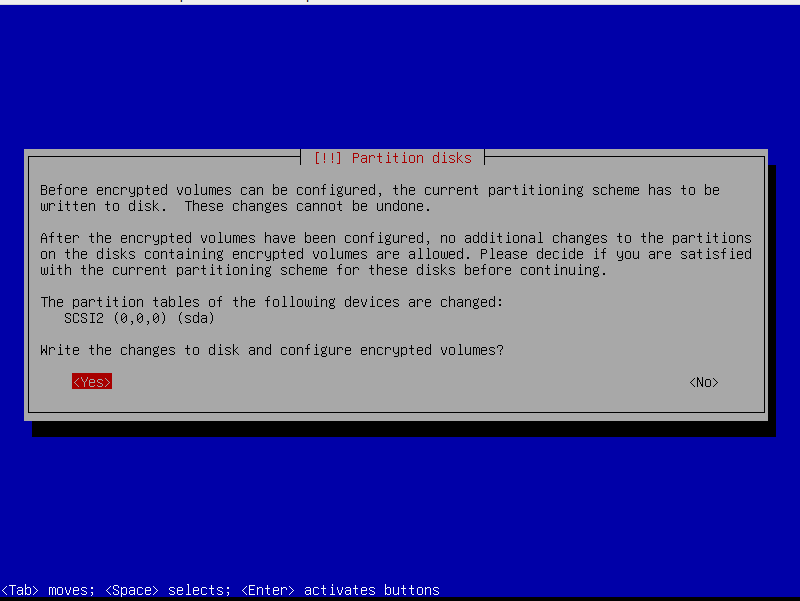 [!!] Partition disks
Before encrypted volumes can be configured, the current partitioning scheme has to be
written to disk.  These changes cannot be undone.
After the encrypted volumes have been configured, no additional changes to the partitions
on the disks containing encrypted volumes are allowed. Please decide if you are satisfied
with the current partitioning scheme for these disks before continuing.
The partition tables of the following devices are changed:
SCSI2 (0,0,0) (sda)
Write the changes to disk and configure encrypted volumes?
<Yes> <No>
<Tab> moves; <Space> selects; <Enter> activates buttons